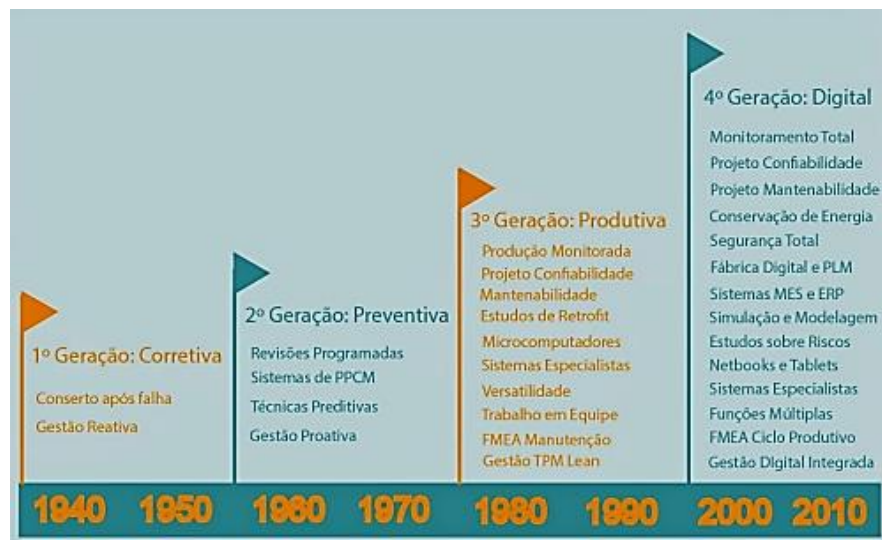 1º Geração: Corretiva
Conserto após falha
Gestão Reativa
2º Geração: Preventiva
Revisões Programadas
Sistemas de PPCM
Técnicas Preditivas
Gestão Proativa
3º Geração: Produtiva
Produção Monitorada
Projeto Confiabilidade
Mantenabilidade
Estudos de Retrofit
Microcomputadores
Sistemas Especialistas
Versatilidade
Trabalho em Equipe
FMEA Manutenção
Gestão TPM Lean
4º Geração: Digital
Monitoramento Total
Projeto Confiabilidade
Projeto Mantenabilidade
Conservação de Energia
Segurança Total
Fábrica Digital e PLM
Sistemas MES e ERP
Simulação e Modelagem
Estudos sobre Riscos
Netbooks e Tablets
Sistemas Especialistas
Funções Múltiplas
FMEA Ciclo Produtivo
Gestão DIgital Integrada
1940 1950 1960 1970 1980 1990 2000 2010